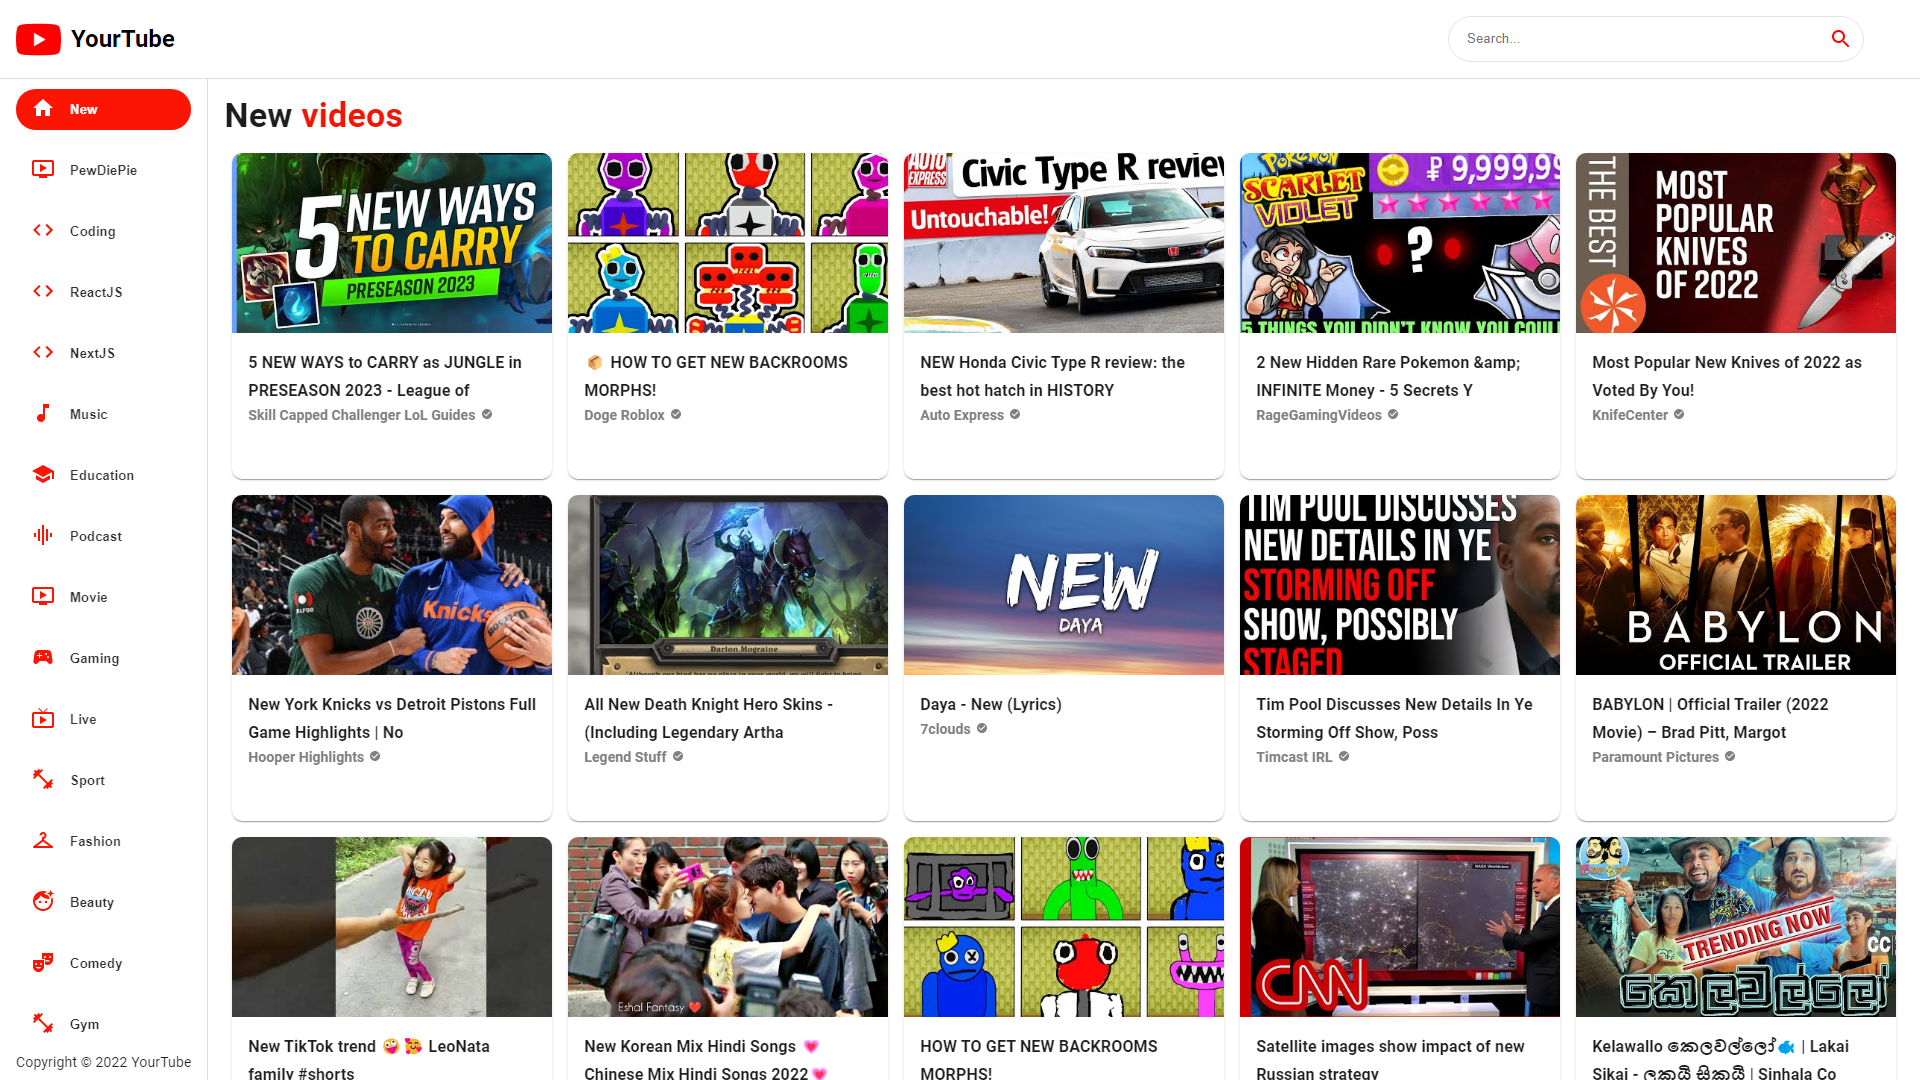 YourTube
Search...
New
PewDiePie
Coding
ReactJS
NextJS
Music
Education
Podcast
Movie
Gaming
Live
Sport
Fashion
Beauty
Comedy
Gym
Copyright © 2022 YourTube
New videos
5 NEW WAYS
TO CARRY
PRESEASON 2023
5 NEW WAYS to CARRY as JUNGLE in
PRESEASON 2023 - League of
Skill Capped Challenger LoL Guides
📦 HOW TO GET NEW BACKROOMS
MORPHS!
Doge Roblox
AUTO
EXPRESS
Civic Type R review
Untouchable!
NEW Honda Civic Type R review: the
best hot hatch in HISTORY
Auto Express
POKéMON
SCARLET
VIOLET
₽ 9,999,99
?
5 THINGS YOU DIDN'T KNOW YOU COUL
2 New Hidden Rare Pokemon &amp;
INFINITE Money - 5 Secrets Y
RageGamingVideos
THE BEST
MOST
POPULAR
KNIVES
OF 2022
Most Popular New Knives of 2022 as
Voted By You!
KnifeCenter
Knicks
New York Knicks vs Detroit Pistons Full
Game Highlights | No
Hooper Highlights
Darion Mograine
All New Death Knight Hero Skins -
(Including Legendary Artha
Legend Stuff
NEW
DAYA
Daya - New (Lyrics)
7clouds
TIM POOL DISCUSSES
NEW DETAILS IN YE
STORMING OFF
SHOW, POSSIBLY
STAGED
Tim Pool Discusses New Details In Ye
Storming Off Show, Poss
Timcast IRL
BABYLON
OFFICIAL TRAILER
BABYLON | Official Trailer (2022
Movie) – Brad Pitt, Margot
Paramount Pictures
New TikTok trend 🤪🥰 LeoNata
family #shorts
Eshal Fantasy ❤️
New Korean Mix Hindi Songs 💗
Chinese Mix Hindi Songs 2022💗
HOW TO GET NEW BACKROOMS
MORPHS!
CNN
Satellite images show impact of new
Russian strategy
TRENDING NOW
CC
කෙලවල්ලෝ
Kelawallo කෙලවල්ලෝ🐟 | Lakai
Sikai - ලකයි සිකයි | Sinhala Co